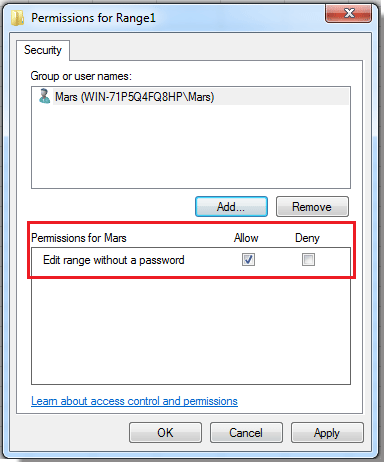 Permissions for Range1
Security
Group or user names:
Mars (WIN-71P5Q4FQ8HP\Mars)
Add...
Remove
Permissions for Mars Allow Deny
Edit range without a password
Learn about access control and permissions
OK
Cancel
Apply